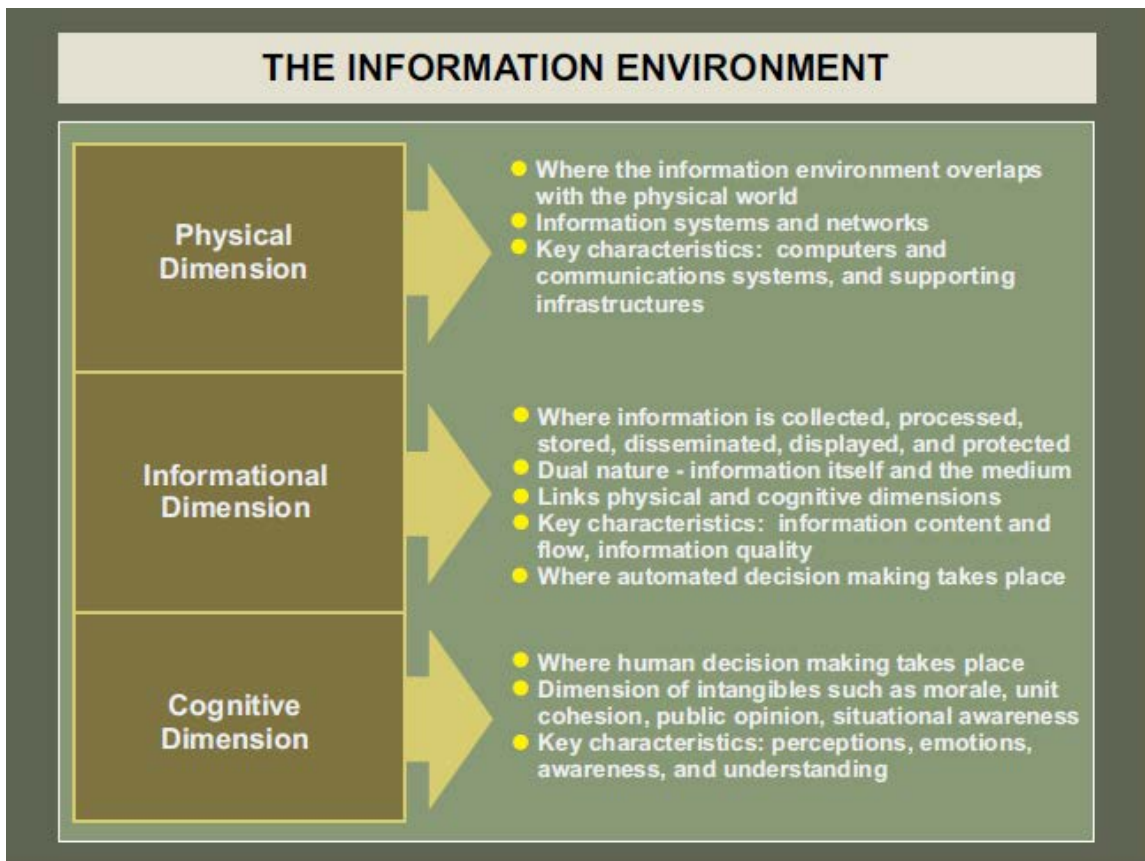 THE INFORMATION ENVIRONMENT
Physical
Dimension
● Where the information environment overlaps
with the physical world
● Information systems and networks
● Key characteristics:  computers and
communications systems, and supporting
infrastructures
Informational
Dimension
● Where information is collected, processed,
stored, disseminated, displayed, and protected
● Dual nature - information itself and the medium
● Links physical and cognitive dimensions
● Key characteristics:  information content and
flow, information quality
● Where automated decision making takes place
Cognitive
Dimension
● Where human decision making takes place
● Dimension of intangibles such as morale, unit
cohesion, public opinion, situational awareness
● Key characteristics: perceptions, emotions,
awareness, and understanding